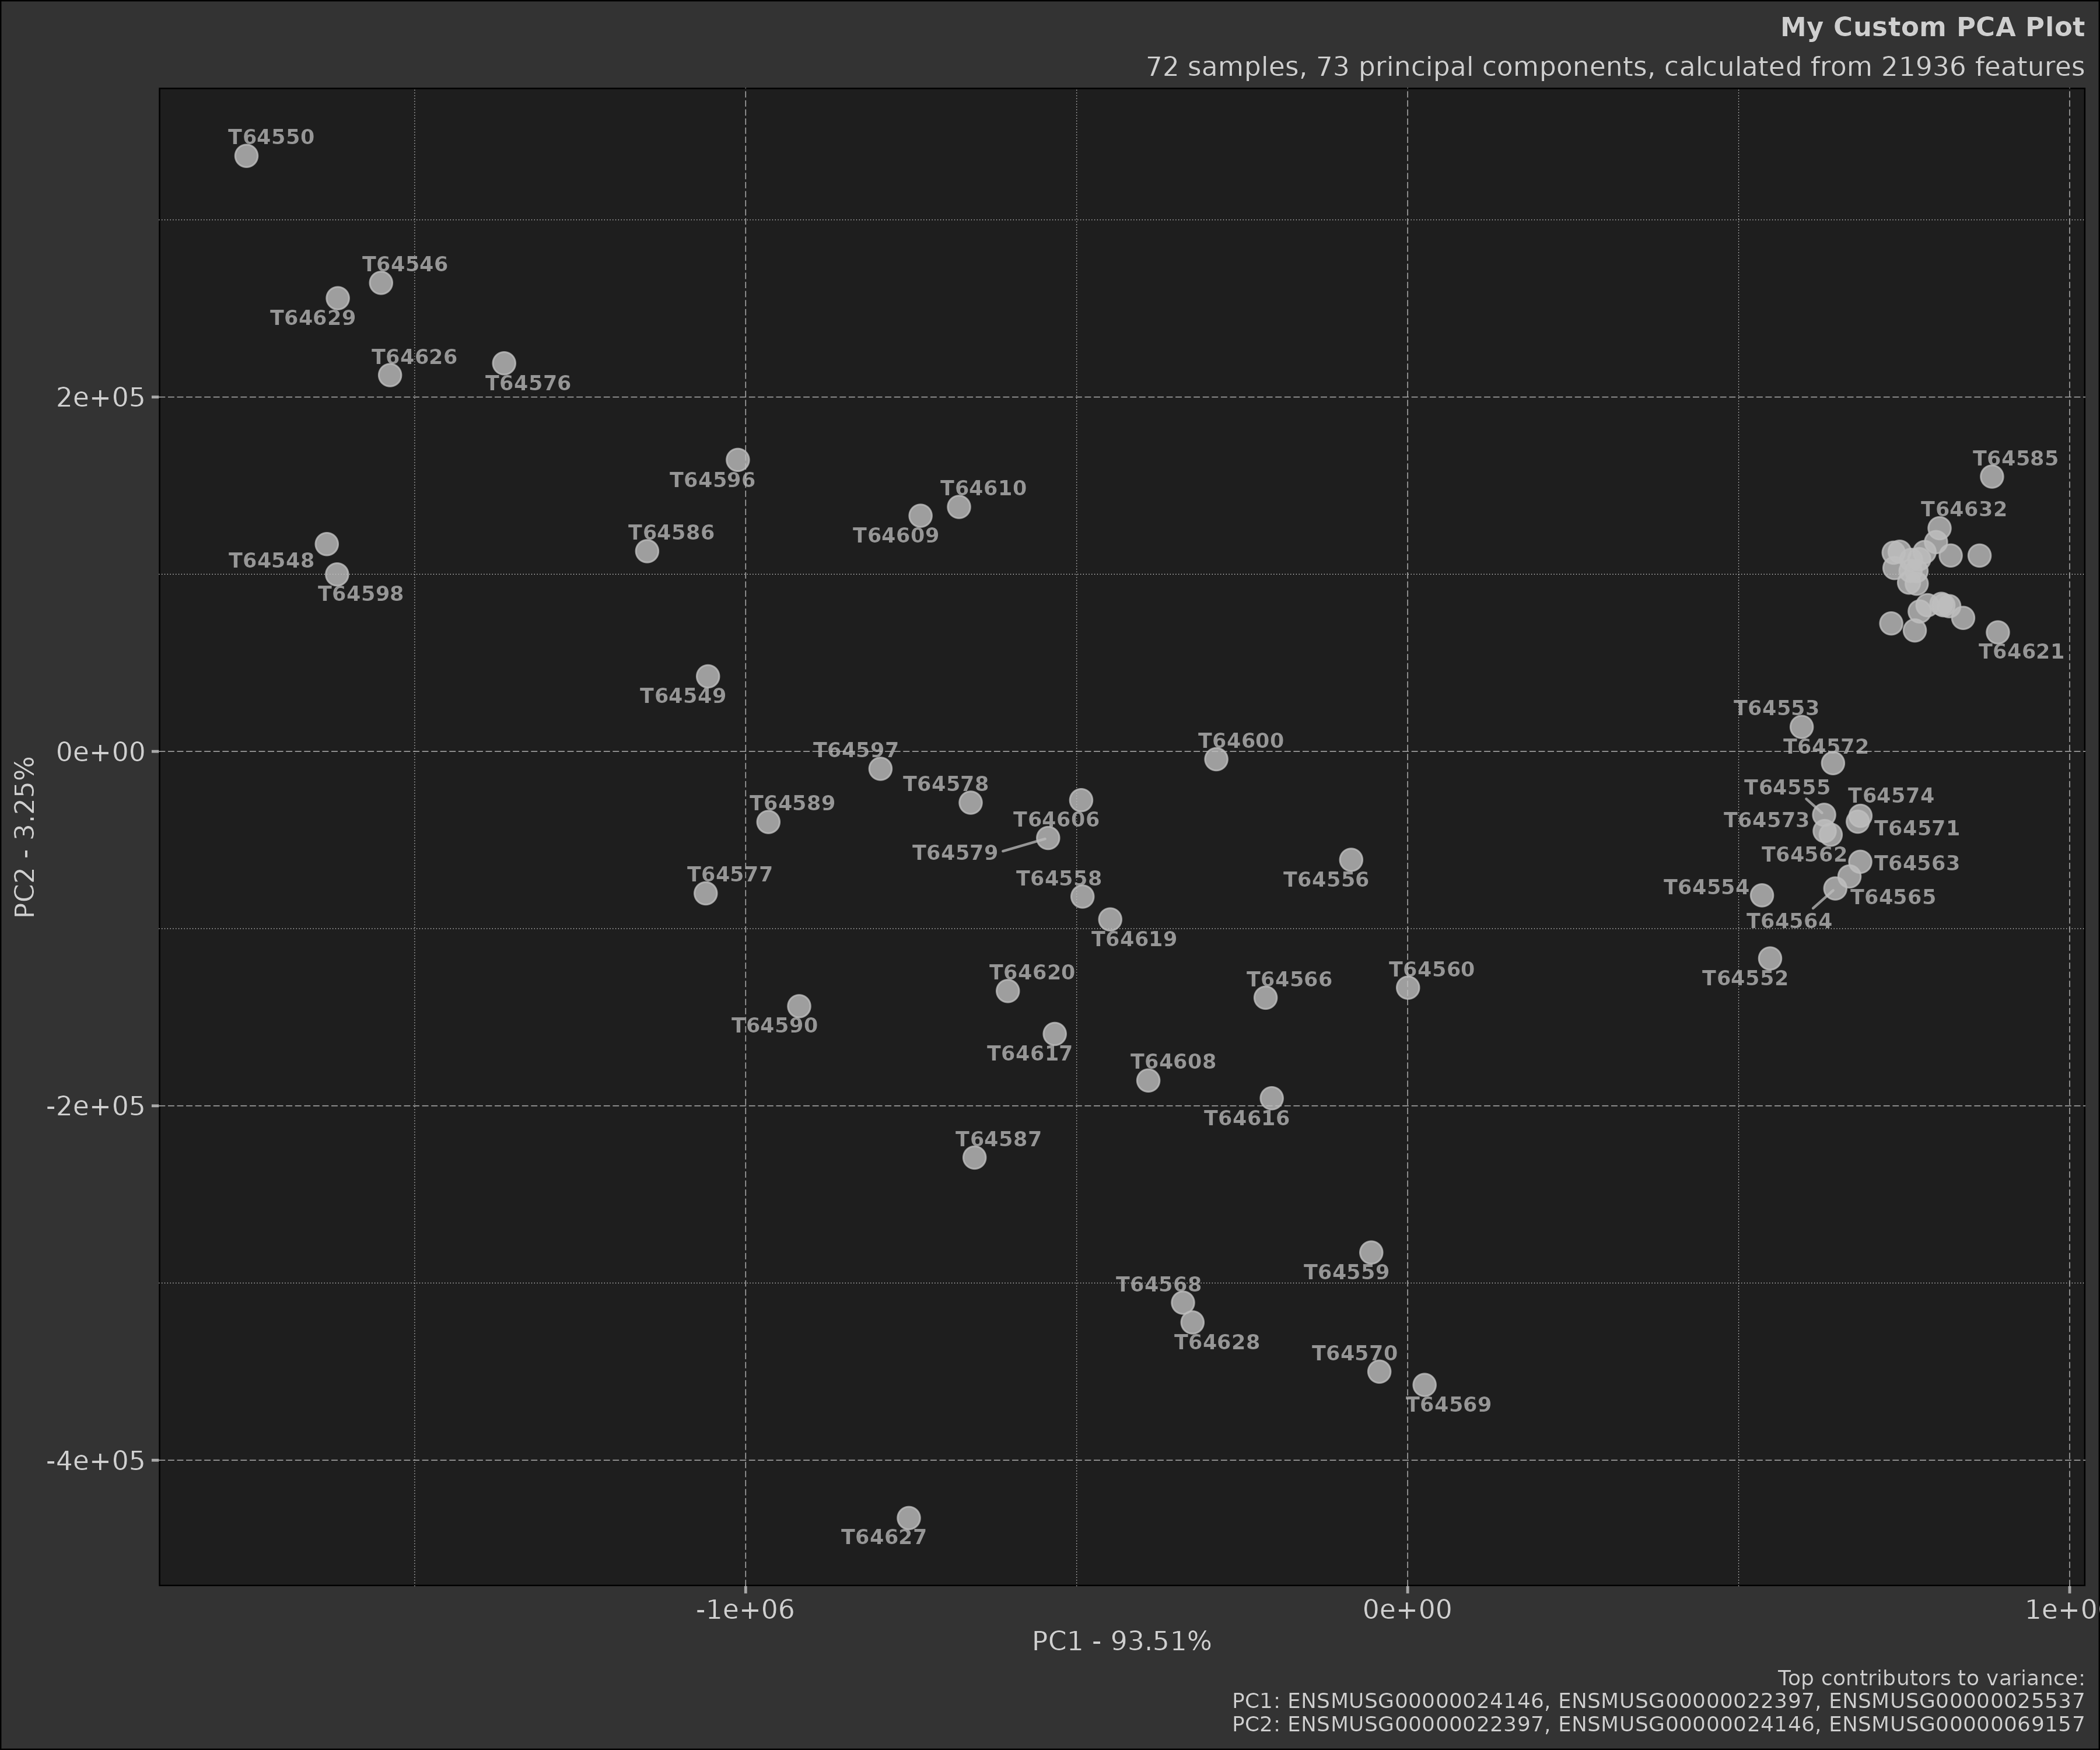 My Custom PCA Plot
72 samples, 73 principal components, calculated from 21936 features
T64550
T64546
T64629
T64626
T64576
2e+05
T64585
T64596
T64610
T64632
T64609
T64586
T64548
T64598
T64621
T64549
T64553
T64600
T64572
T64597
0e+00
T64578
T64555
T64574
T64589
T64606
T64573
T64571
T64579
T64562
T64563
T64577
T64558
T64556
T64554
T64565
T64564
T64619
T64620
T64566
T64560
T64552
T64590
T64617
T64608
-2e+05
T64616
T64587
T64559
T64568
T64628
T64570
T64569
-4e+05
T64627
PC2 - 3.25%
-1e+06 0e+00 1e+0
PC1 - 93.51%
Top contributors to variance:
PC1: ENSMUSG00000024146, ENSMUSG00000022397, ENSMUSG00000025537
PC2: ENSMUSG00000022397, ENSMUSG00000024146, ENSMUSG00000069157